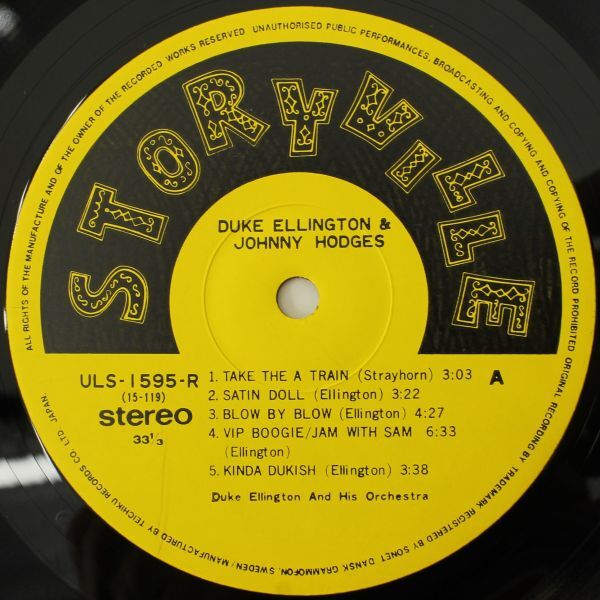 ALL RIGHTS OF THE MANUFACTURE AND OF THE OWNER OF THE RECORDED WORKS RESERVED UNAUTHORISED PUBLIC PERFORMANCES, BROADCASTING AND COPYING AND COPYING OF THE RECORD PROHIBITED ORIGINAL RECORDING BY TRADEMARK REGISTERED BY SONET DANSK GRAMMOFON, SWEDEN/MANUFACTURED BY TEICHIKU RECORDS CO. LTD. JAPAN.
STORYVILLE
DUKE ELLINGTON &
JOHNNY HODGES
ULS-1595-R
(15-119)
stereo
33 1/3
A
1. TAKE THE A TRAIN (Strayhorn) 3:03
2. SATIN DOLL (Ellington) 3:22
3. BLOW BY BLOW (Ellington) 4:27
4. VIP BOOGIE/JAM WITH SAM 6:33
(Ellington)
5. KINDA DUKISH (Ellington) 3:38
Duke Ellington And His Orchestra